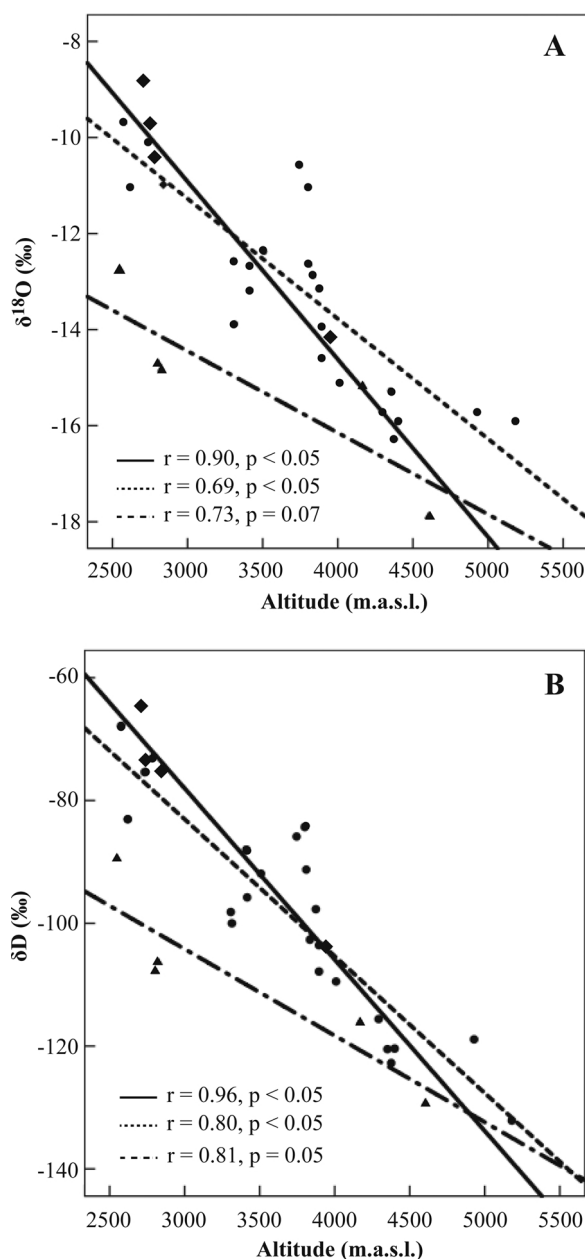 A
-8
-10
-12
-14
-16
-18
δ¹⁸O (‰)
r = 0.90, p < 0.05
r = 0.69, p < 0.05
r = 0.73, p = 0.07
2500 3000 3500 4000 4500 5000 5500
Altitude (m.a.s.l.)
B
-60
-80
-100
-120
-140
δD (‰)
r = 0.96, p < 0.05
r = 0.80, p < 0.05
r = 0.81, p = 0.05
2500 3000 3500 4000 4500 5000 5500
Altitude (m.a.s.l.)